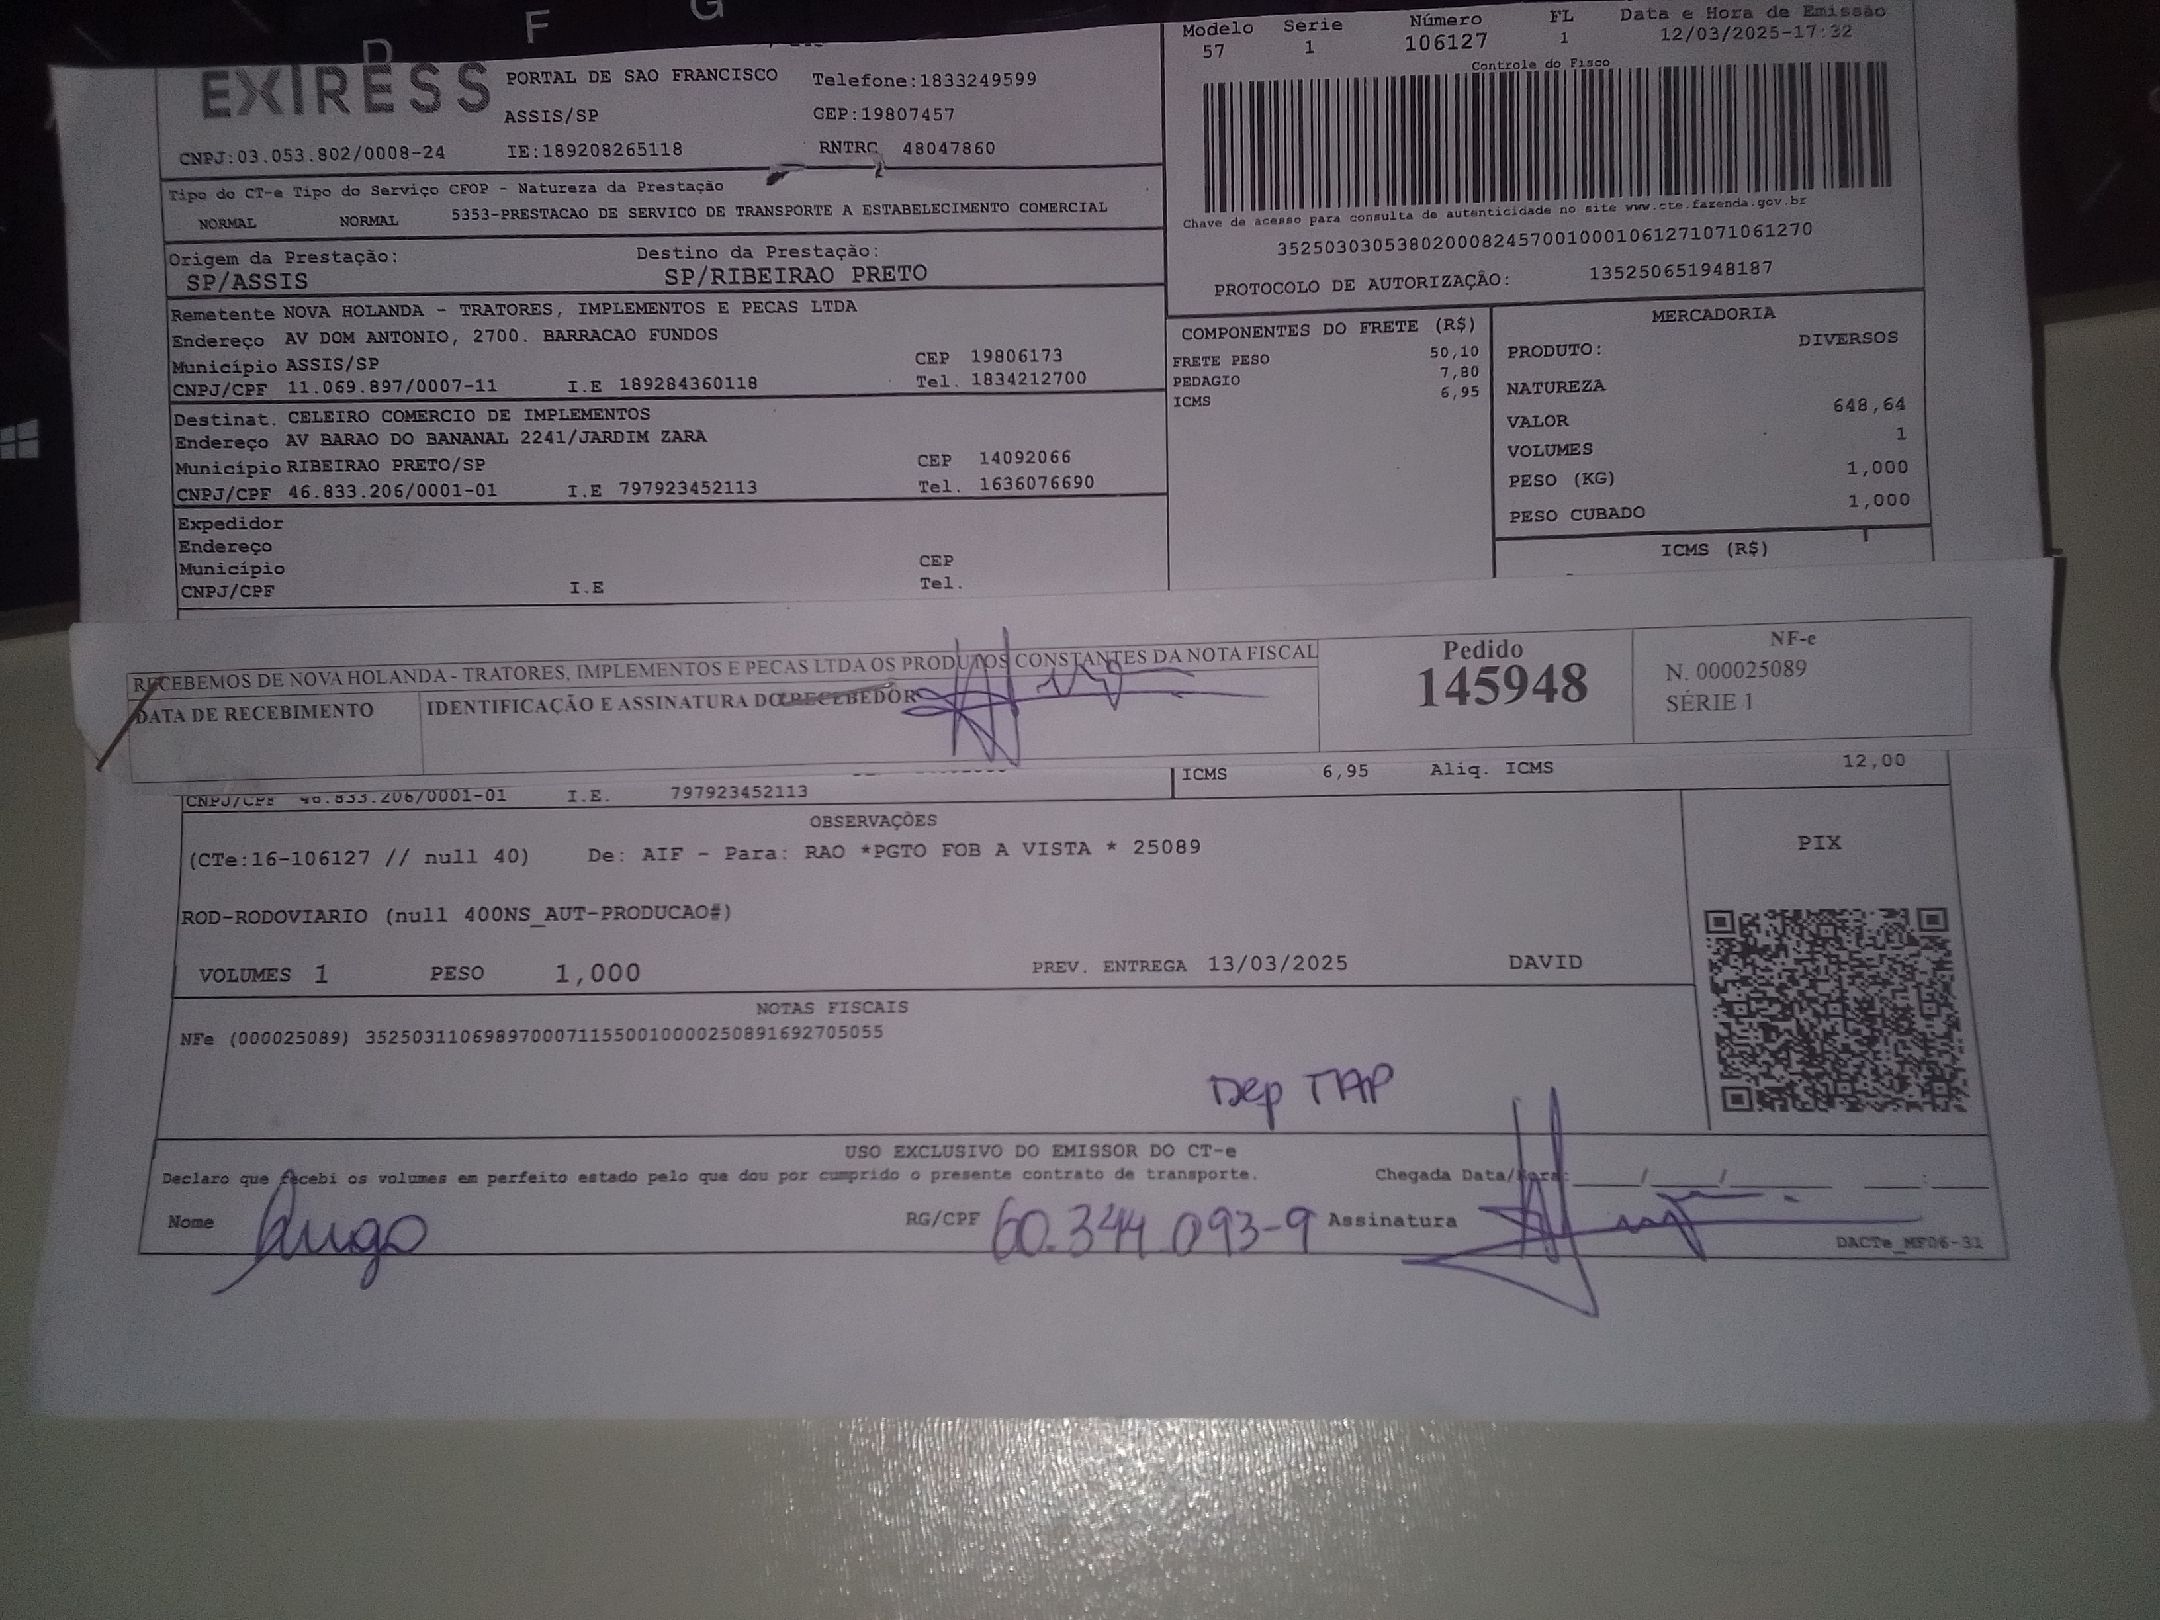 D F G
EXPRESS PORTAL DE SAO FRANCISCO Telefone:1833249599
ASSIS/SP CEP:19807457
CNPJ:03.053.802/0008-24 IE:189208265118 RNTRC 48047860
Modelo Serie Número FL Data e Hora de Emissão
57 1 106127 1 12/03/2025-17:32
Controle do Fisco
Tipo do CT-e Tipo do Serviço CFOP - Natureza da Prestação
NORMAL NORMAL 5353-PRESTACAO DE SERVICO DE TRANSPORTE A ESTABELECIMENTO COMERCIAL
Chave de acesso para consulta de autenticidade no site www.cte.fazenda.gov.br
35250303053802000824570010001061271071061270
PROTOCOLO DE AUTORIZAÇÃO: 135250651948187
Origem da Prestação: Destino da Prestação:
SP/ASSIS SP/RIBEIRAO PRETO
Remetente NOVA HOLANDA - TRATORES, IMPLEMENTOS E PECAS LTDA
Endereço AV DOM ANTONIO, 2700. BARRACAO FUNDOS
Município ASSIS/SP CEP 19806173
CNPJ/CPF 11.069.897/0007-11 I.E 189284360118 Tel. 1834212700
Destinat. CELEIRO COMERCIO DE IMPLEMENTOS
Endereço AV BARAO DO BANANAL 2241/JARDIM ZARA
Município RIBEIRAO PRETO/SP CEP 14092066
CNPJ/CPF 46.833.206/0001-01 I.E 797923452113 Tel. 1636076690
Expedidor
Endereço
Município CEP
CNPJ/CPF I.E Tel.
COMPONENTES DO FRETE (R$)
FRETE PESO 50,10
PEDAGIO 7,80
ICMS 6,95
MERCADORIA
PRODUTO: DIVERSOS
NATUREZA
VALOR 648,64
VOLUMES 1
PESO (KG) 1,000
PESO CUBADO 1,000
ICMS (R$)
RECEBEMOS DE NOVA HOLANDA - TRATORES, IMPLEMENTOS E PECAS LTDA OS PRODUTOS CONSTANTES DA NOTA FISCAL
DATA DE RECEBIMENTO IDENTIFICAÇÃO E ASSINATURA DO RECEBEDOR
Pedido
145948
NF-e
N. 000025089
SÉRIE 1
ICMS 6,95 Aliq. ICMS 12,00
CNPJ/CPF 46.833.206/0001-01 I.E. 797923452113
OBSERVAÇÕES
(CTe:16-106127 // null 40) De: AIF - Para: RAO *PGTO FOB A VISTA * 25089
ROD-RODOVIARIO (null 400NS_AUT-PRODUCAO#)
VOLUMES 1 PESO 1,000 PREV. ENTREGA 13/03/2025 DAVID
PIX
NOTAS FISCAIS
NFe (000025089) 35250311069897000711550010000250891692705055
Dep TAP
USO EXCLUSIVO DO EMISSOR DO CT-e
Declaro que recebi os volumes em perfeito estado pelo que dou por cumprido o presente contrato de transporte. Chegada Data/Hora: ____/____/______ ____:____
Nome Hugo RG/CPF 60.344.093-9 Assinatura
DACTe_MF06-31